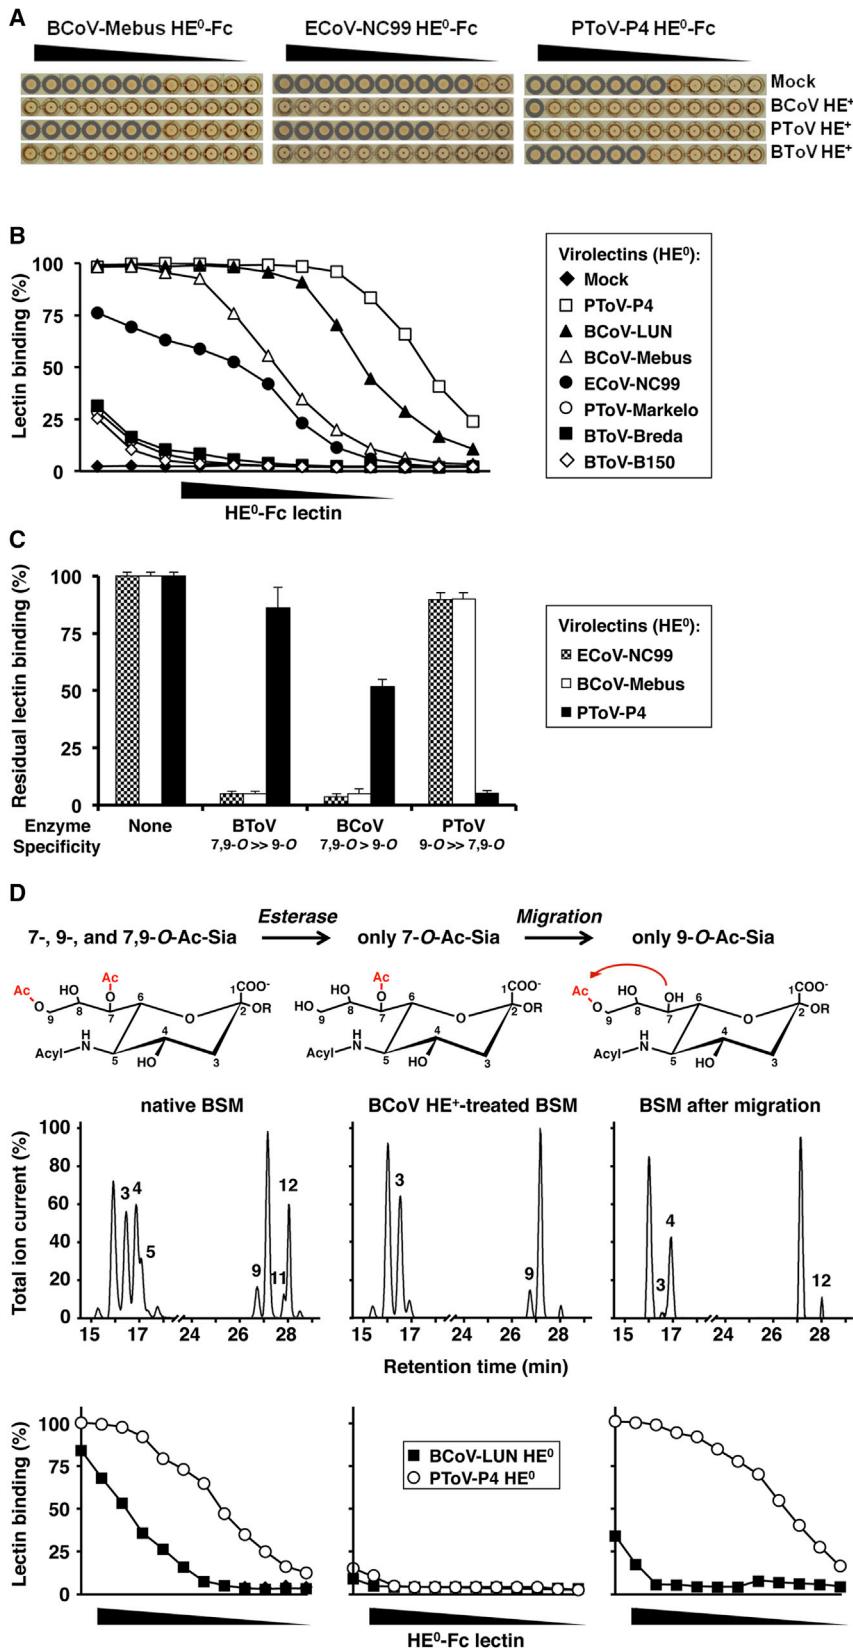 A
BCoV-Mebus HE⁰-Fc ECoV-NC99 HE⁰-Fc PToV-P4 HE⁰-Fc
Mock
BCoV HE⁺
PToV HE⁺
BToV HE⁺
B
Lectin binding (%)
100
75
50
25
0
HE⁰-Fc lectin
Virolectins (HE⁰):
Mock
PToV-P4
BCoV-LUN
BCoV-Mebus
ECoV-NC99
PToV-Markelo
BToV-Breda
BToV-B150
C
Residual lectin binding (%)
100
75
50
25
0
Enzyme None BToV BCoV PToV
Specificity 7,9-O >> 9-O 7,9-O > 9-O 9-O >> 7,9-O
Virolectins (HE⁰):
ECoV-NC99
BCoV-Mebus
PToV-P4
D
Esterase Migration
7-, 9-, and 7,9-O-Ac-Sia only 7-O-Ac-Sia only 9-O-Ac-Sia
Ac O 9 HO 8 Ac O 7 6 O 1 COO⁻ 2 OR Acyl H N 5 4 HO 3
HO 9 HO 8 Ac O 7 6 O 1 COO⁻ 2 OR Acyl H N 5 4 HO 3
Ac O 9 HO 8 OH 7 6 O 1 COO⁻ 2 OR Acyl H N 5 4 HO 3
native BSM BCoV HE⁺-treated BSM BSM after migration
Total ion current (%)
100
80
60
40
20
0
3 4 5 9 11 12
3 9
3 4 12
15 17 24 26 28 15 17 24 26 28 15 17 24 26 28
Retention time (min)
Lectin binding (%)
100
75
50
25
0
BCoV-LUN HE⁰
PToV-P4 HE⁰
HE⁰-Fc lectin